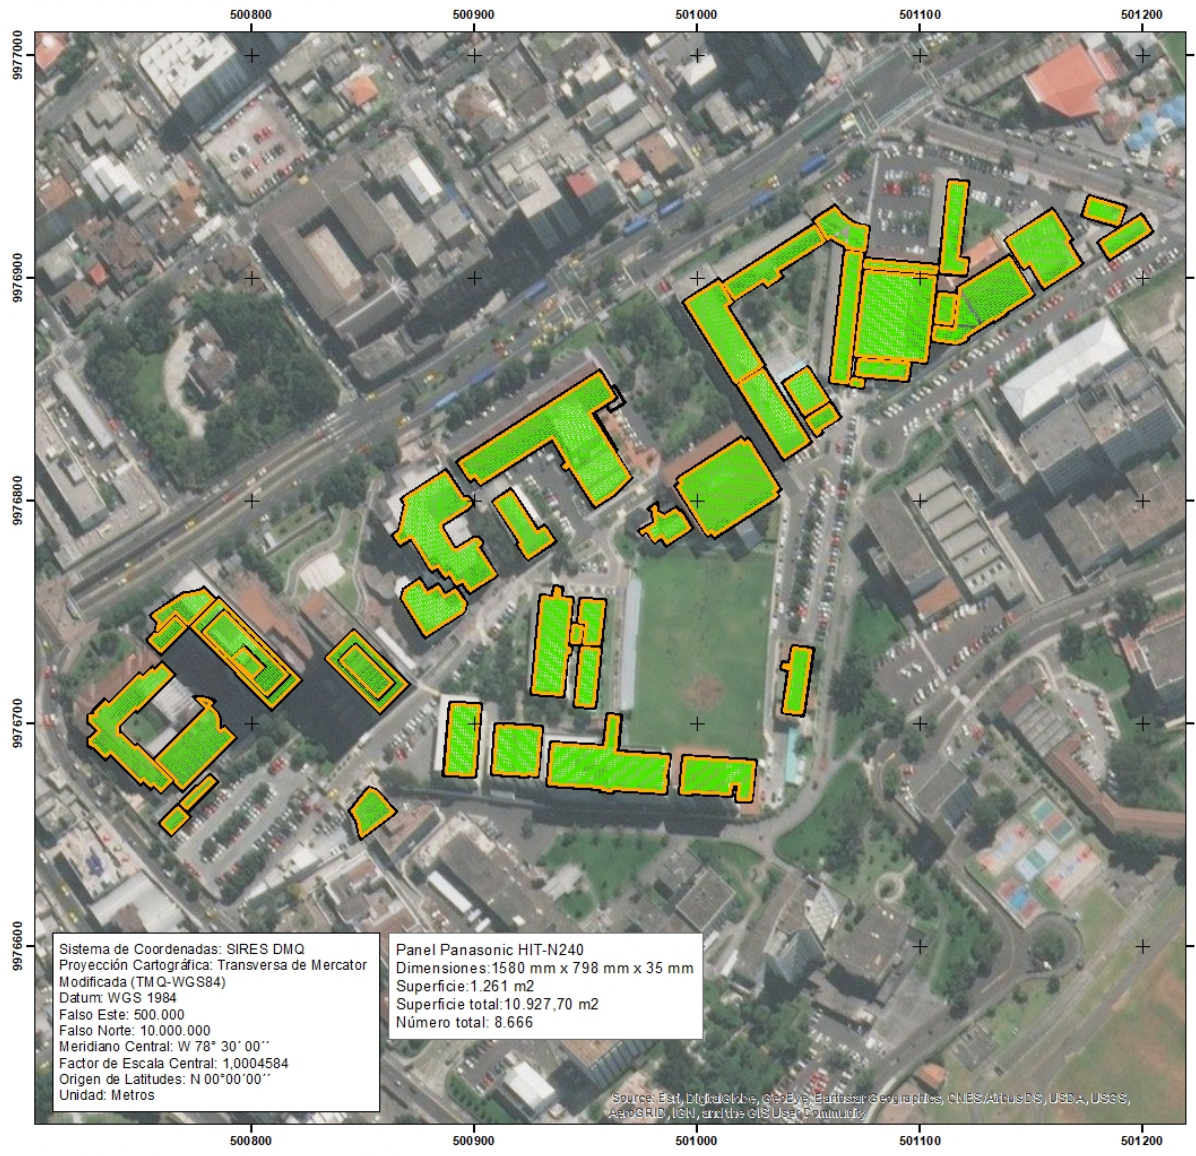 500800 500900 501000 501100 501200
9977000
9976900
9976800
9976700
9976600
Sistema de Coordenadas: SIRES DMQ
Proyección Cartográfica: Transversa de Mercator
Modificada (TMQ-WGS84)
Datum: WGS 1984
Falso Este: 500.000
Falso Norte: 10.000.000
Meridiano Central: W 78° 30´ 00´´
Factor de Escala Central: 1,0004584
Origen de Latitudes: N 00°00´00´´
Unidad: Metros
Panel Panasonic HIT-N240
Dimensiones:1580 mm x 798 mm x 35 mm
Superficie:1.261 m2
Superficie total:10.927,70 m2
Número total: 8.666
Source: Esri, DigitalGlobe, GeoEye, Earthstar Geographics, CNES/Airbus DS, USDA, USGS,
AeroGRID, IGN, and the GIS User Community
500800 500900 501000 501100 501200